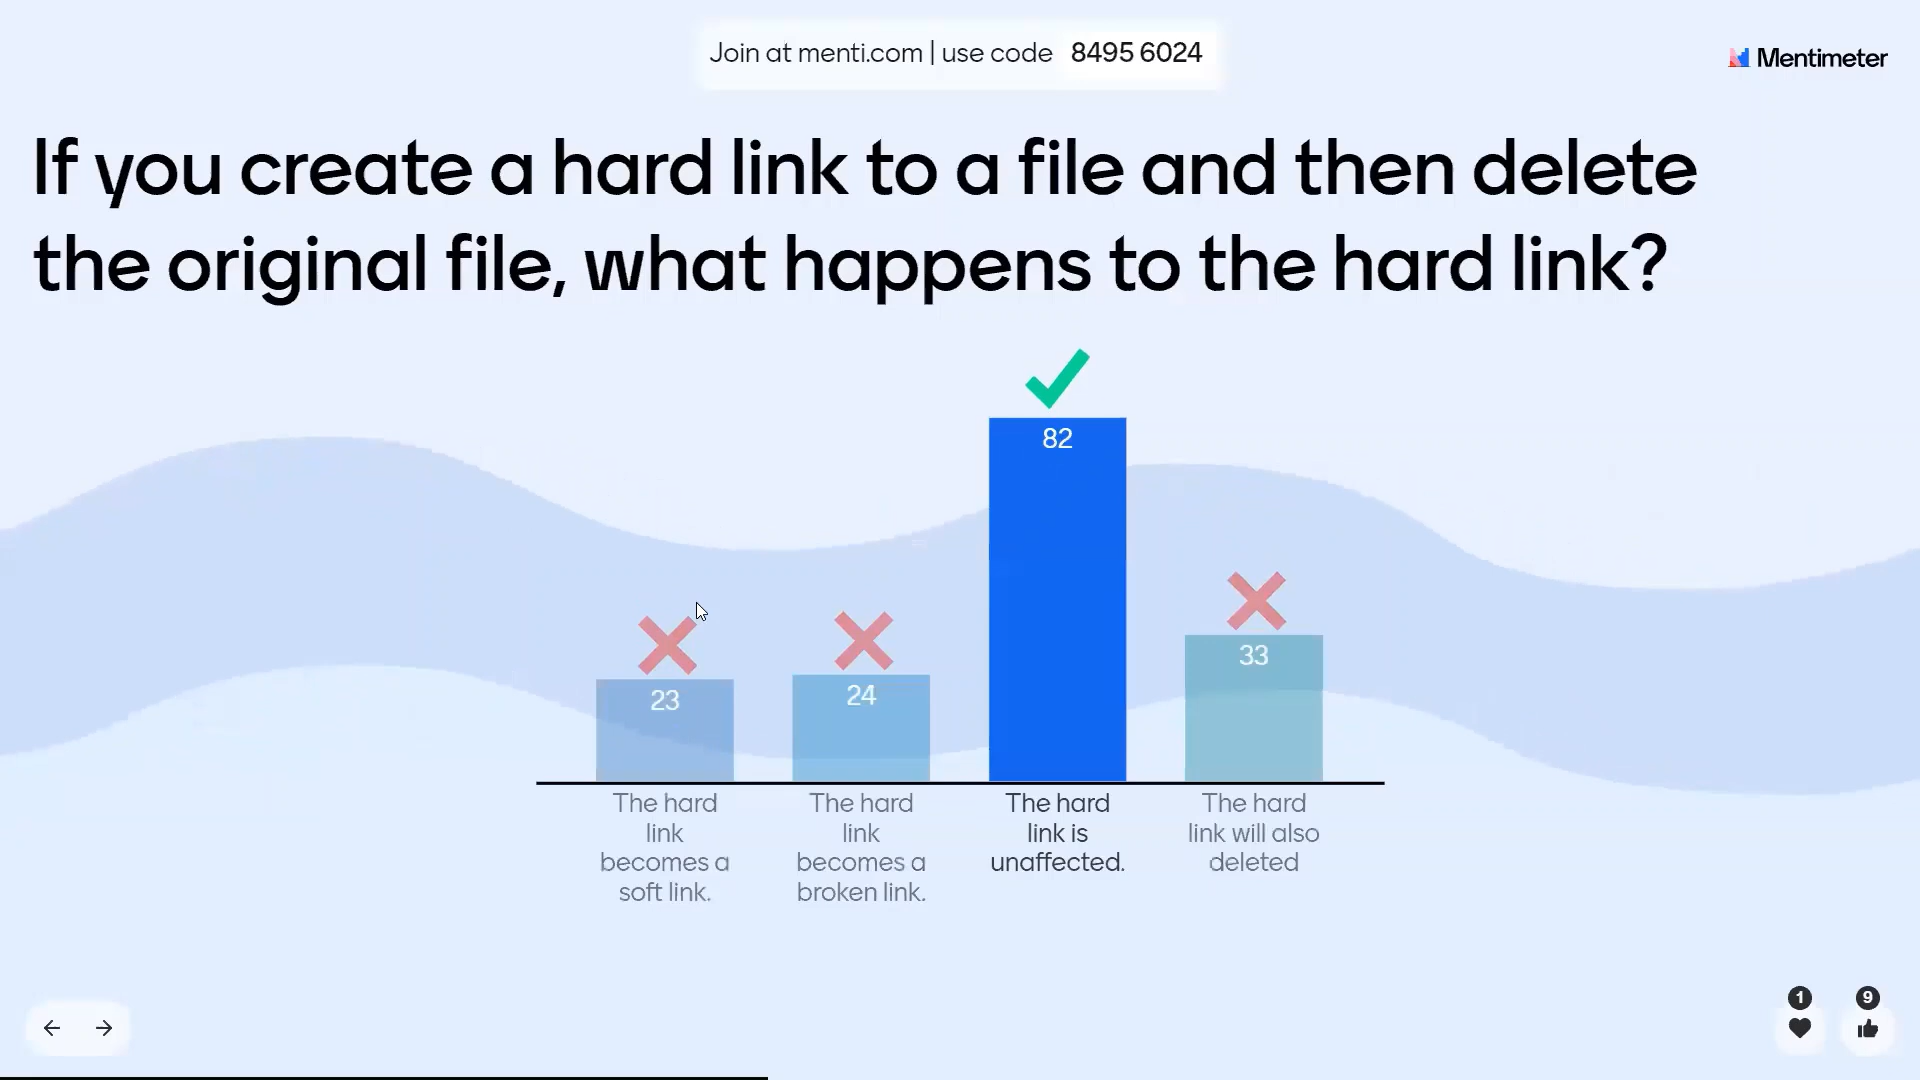 Join at menti.com | use code 8495 6024
Mentimeter
If you create a hard link to a file and then delete
the original file, what happens to the hard link?
82
33
23
24
The hard
link
becomes a
soft link.
The hard
link
becomes a
broken link.
The hard
link is
unaffected.
The hard
link will also
deleted
1
9